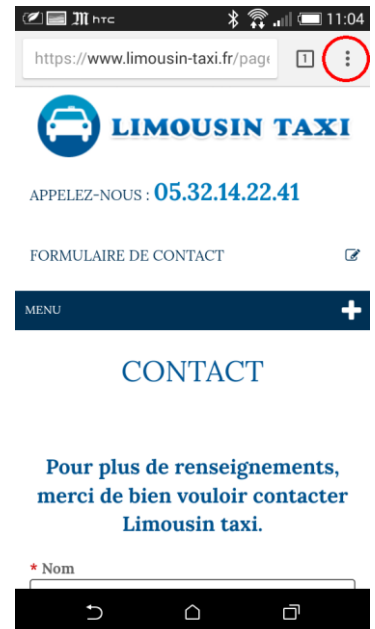 hTC
11:04
https://www.limousin-taxi.fr/page
1
LIMOUSIN TAXI
APPELEZ-NOUS : 05.32.14.22.41
FORMULAIRE DE CONTACT
MENU
CONTACT
Pour plus de renseignements,
merci de bien vouloir contacter
Limousin taxi.
* Nom